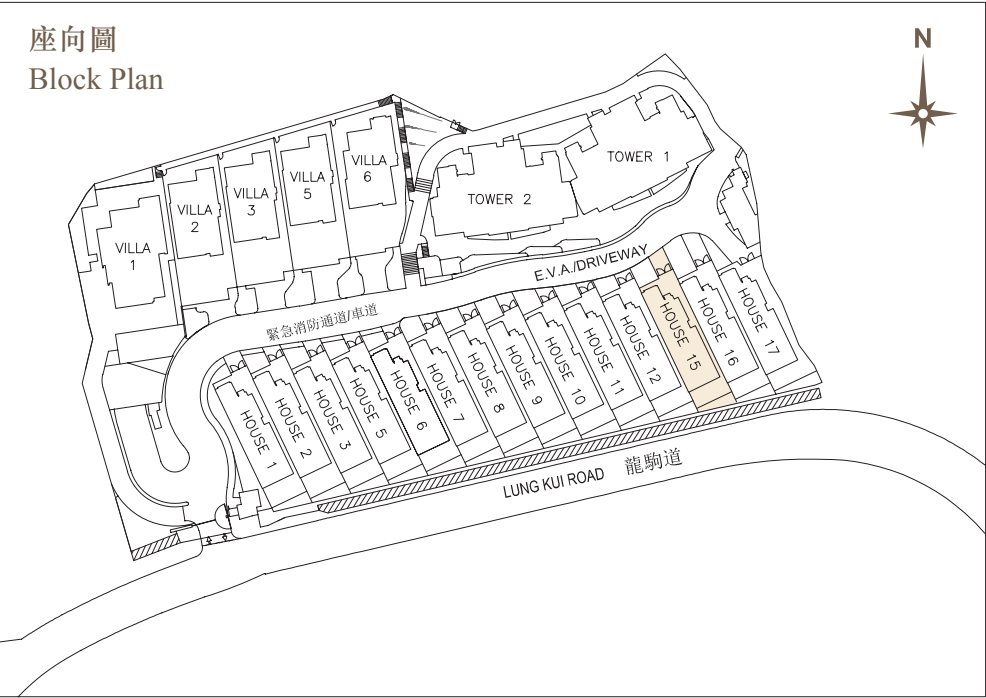 座向圖
Block Plan
N
VILLA
1
VILLA
2
VILLA
3
VILLA
5
VILLA
6
TOWER 2
TOWER 1
E.V.A./DRIVEWAY
緊急消防通道/車道
HOUSE 1
HOUSE 2
HOUSE 3
HOUSE 5
HOUSE 6
HOUSE 7
HOUSE 8
HOUSE 9
HOUSE 10
HOUSE 11
HOUSE 12
HOUSE 15
HOUSE 16
HOUSE 17
LUNG KUI ROAD 龍駒道